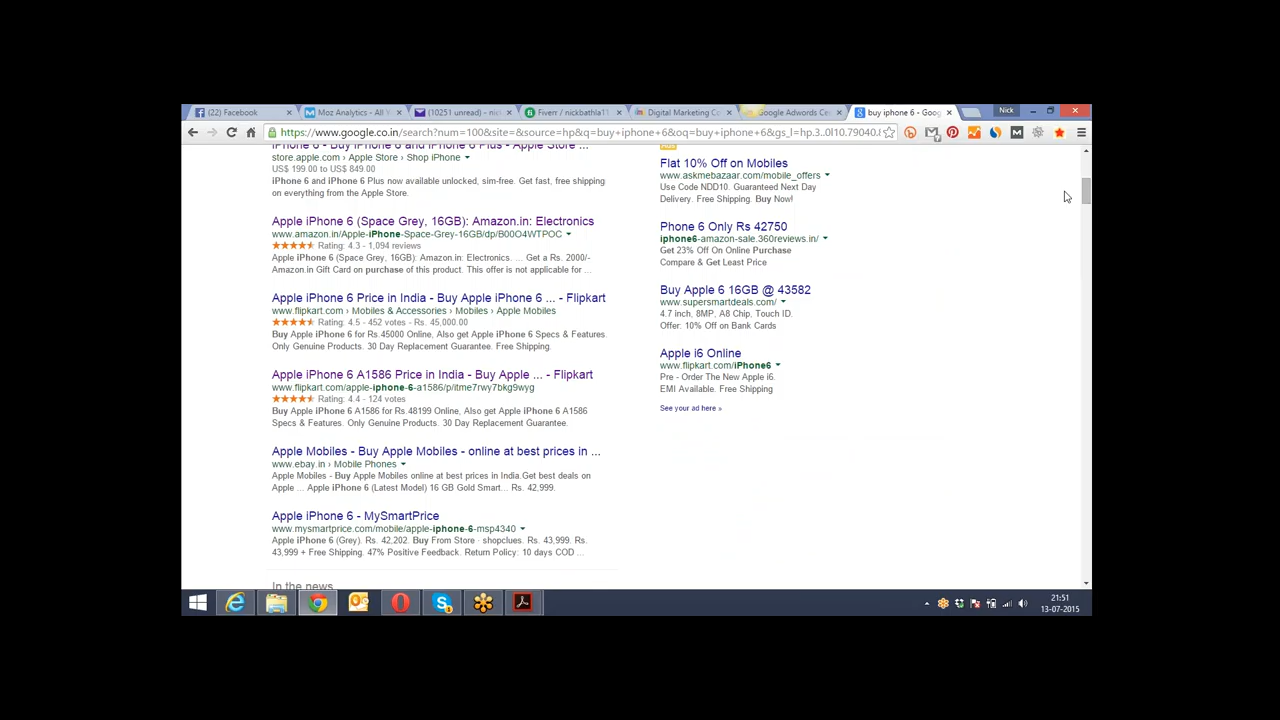 (22) Facebook
Moz Analytics - All
(10251 unread) - nic
Fiverr / nickbathla11
Digital Marketing Co
Google Adwords Cer
buy iphone 6 - Goog
Nick
https://www.google.co.in/search?num=100&site=&source=hp&q=buy+iphone+6&oq=buy+iphone+6&gs_l=hp.3..0l10.79040.8
iPhone 6 - Buy iPhone 6 and iPhone 6 Plus - Apple Store ...
store.apple.com › Apple Store › Shop iPhone
US$ 199.00 to US$ 849.00
iPhone 6 and iPhone 6 Plus now available unlocked, sim-free. Get fast, free shipping
on everything from the Apple Store.
Apple iPhone 6 (Space Grey, 16GB): Amazon.in: Electronics
www.amazon.in/Apple-iPhone-Space-Grey-16GB/dp/B00O4WTPOC
Rating: 4.3 - 1,094 reviews
Apple iPhone 6 (Space Grey, 16GB): Amazon.in: Electronics. ... Get a Rs. 2000/-
Amazon.in Gift Card on purchase of this product. This offer is not applicable for ...
Apple iPhone 6 Price in India - Buy Apple iPhone 6 ... - Flipkart
www.flipkart.com › Mobiles & Accessories › Mobiles › Apple Mobiles
Rating: 4.5 - 452 votes - Rs. 45,000.00
Buy Apple iPhone 6 for Rs.45000 Online, Also get Apple iPhone 6 Specs & Features.
Only Genuine Products. 30 Day Replacement Guarantee. Free Shipping.
Apple iPhone 6 A1586 Price in India - Buy Apple ... - Flipkart
www.flipkart.com/apple-iphone-6-a1586/p/itme7rwy7bkg9wyg
Rating: 4.4 - 124 votes
Buy Apple iPhone 6 A1586 for Rs.48199 Online, Also get Apple iPhone 6 A1586
Specs & Features. Only Genuine Products. 30 Day Replacement Guarantee.
Apple Mobiles - Buy Apple Mobiles - online at best prices in ...
www.ebay.in › Mobile Phones
Apple Mobiles - Buy Apple Mobiles online at best prices in India.Get best deals on
Apple ... Apple iPhone 6 (Latest Model) 16 GB Gold Smart... Rs. 42,999.
Apple iPhone 6 - MySmartPrice
www.mysmartprice.com/mobile/apple-iphone-6-msp4340
Apple iPhone 6 (Grey). Rs. 42,202. Buy From Store · shopclues. Rs. 43,999. Rs.
43,999 + Free Shipping. 47% Positive Feedback. Return Policy: 10 days COD ...
In the news
Flat 10% Off on Mobiles
www.askmebazaar.com/mobile_offers
Use Code NDD10. Guaranteed Next Day
Delivery. Free Shipping. Buy Now!
Phone 6 Only Rs 42750
iphone6-amazon-sale.360reviews.in/
Get 23% Off On Online Purchase
Compare & Get Least Price
Buy Apple 6 16GB @ 43582
www.supersmartdeals.com/
4.7 inch, 8MP, A8 Chip, Touch ID.
Offer: 10% Off on Bank Cards
Apple i6 Online
www.flipkart.com/iPhone6
Pre - Order The New Apple i6.
EMI Available. Free Shipping
See your ad here »
21:51
13-07-2015